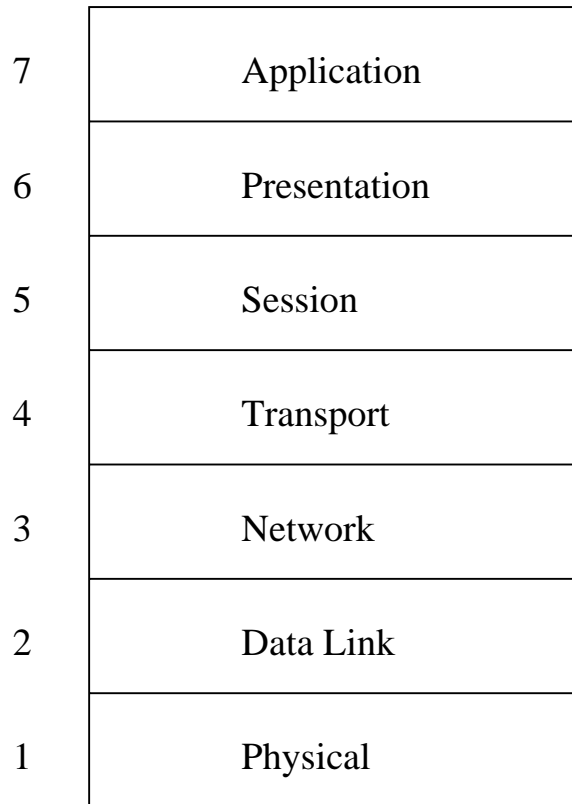 7 Application
6 Presentation
5 Session
4 Transport
3 Network
2 Data Link
1 Physical